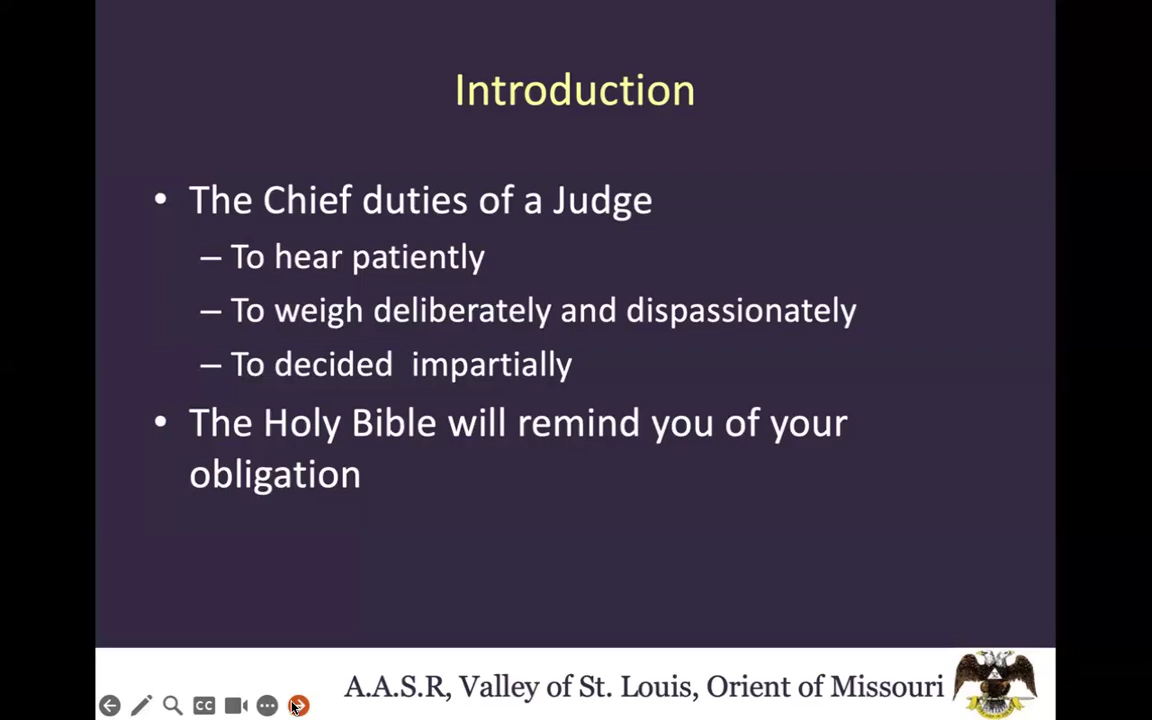 Introduction
• The Chief duties of a Judge
– To hear patiently
– To weigh deliberately and dispassionately
– To decided  impartially
• The Holy Bible will remind you of your
obligation
A.A.S.R, Valley of St. Louis, Orient of Missouri
CC